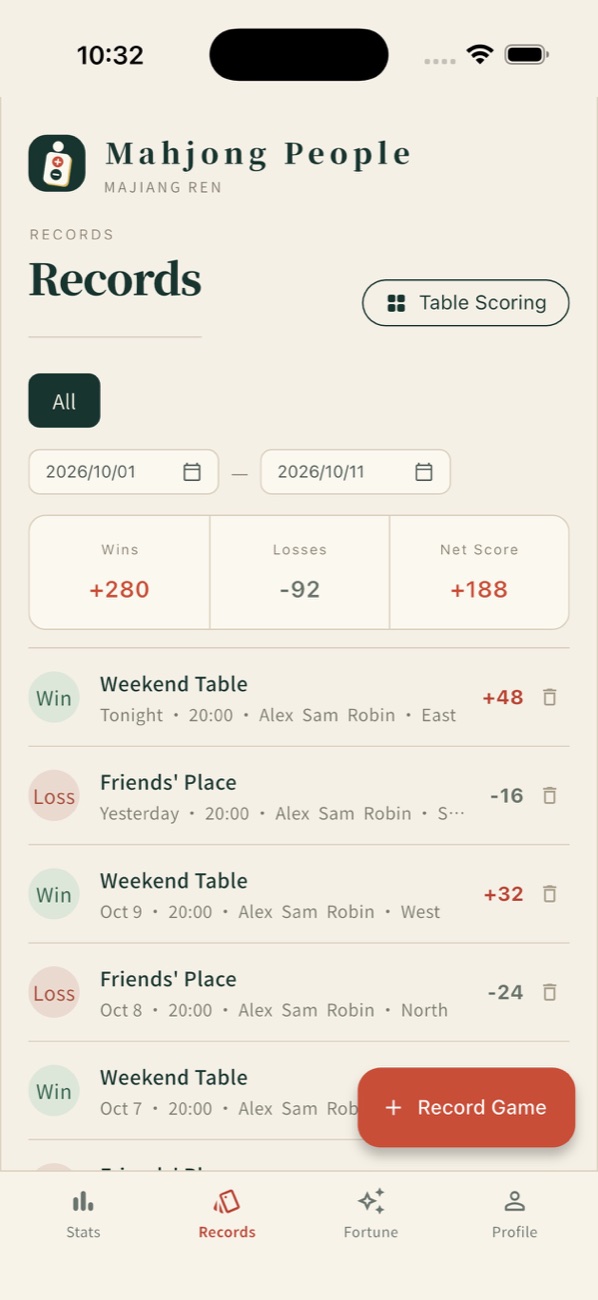 10:32
Mahjong People
MAJIANG REN
RECORDS
Records
Table Scoring
All
2026/10/01 — 2026/10/11
Wins Losses Net Score
+280 -92 +188
Weekend Table
Win +48
Tonight • 20:00 • Alex Sam Robin • East
Friends' Place
Loss -16
Yesterday • 20:00 • Alex Sam Robin • S···
Weekend Table
Win +32
Oct 9 • 20:00 • Alex Sam Robin • West
Friends' Place
Loss -24
Oct 8 • 20:00 • Alex Sam Robin • North
Weekend Table
Win
Oct 7 • 20:00 • Alex Sam Rob
+ Record Game
Stats Records Fortune Profile